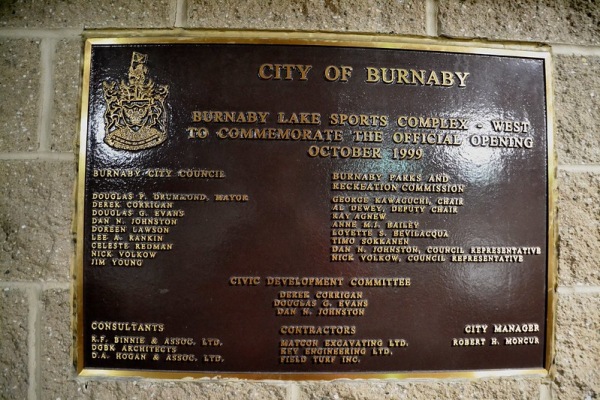 CITY OF BURNABY
BURNABY LAKE SPORTS COMPLEX - WEST
TO COMMEMORATE THE OFFICIAL OPENING
OCTOBER 1999
BURNABY CITY COUNCIL
DOUGLAS P. DRUMMOND, MAYOR
DEREK CORRIGAN
DOUGLAS G. EVANS
DAN N. JOHNSTON
DOREEN LAWSON
LEE A. RANKIN
CELESTE REDMAN
NICK VOLKOW
JIM YOUNG
BURNABY PARKS AND
RECREATION COMMISSION
GEORGE KAWAGUCHI, CHAIR
AL DEWEY, DEPUTY CHAIR
RAY AGNEW
ANNE M.J. BAILEY
LOYETTE S. BEVILACQUA
TIMO SOKKANEN
DAN N. JOHNSTON, COUNCIL REPRESENTATIVE
NICK VOLKOW, COUNCIL REPRESENTATIVE
CIVIC DEVELOPMENT COMMITTEE
DEREK CORRIGAN
DOUGLAS G. EVANS
DAN N. JOHNSTON
CONSULTANTS
R.F. BINNIE & ASSOC. LTD.
DGBK ARCHITECTS
D.A. HOGAN & ASSOC. LTD.
CONTRACTORS
MATCON EXCAVATING LTD.
KEY ENGINEERING LTD.
FIELD TURF INC.
CITY MANAGER
ROBERT H. MONCUR